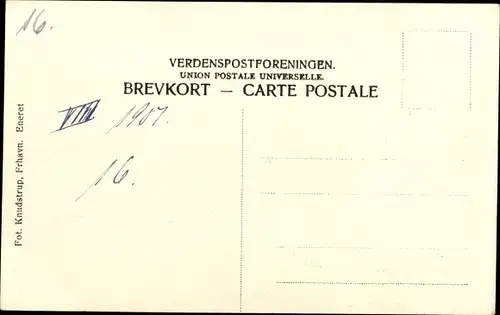 16.
VERDENSPOSTFORENINGEN.
UNION POSTALE UNIVERSELLE.
BREVKORT — CARTE POSTALE
VIII 1907.
16.
Fot. Knudstrup, Frhavn. Eneret